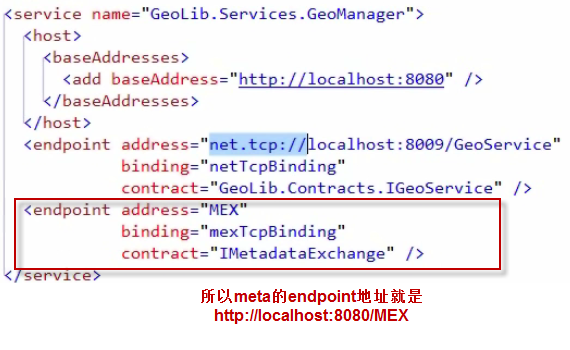 <service name="GeoLib.Services.GeoManager">
<host>
<baseAddresses>
<add baseAddress="http://localhost:8080" />
</baseAddresses>
</host>
<endpoint address="net.tcp://localhost:8009/GeoService"
binding="netTcpBinding"
contract="GeoLib.Contracts.IGeoService" />
<endpoint address="MEX"
binding="mexTcpBinding"
contract="IMetadataExchange" />
</service>
所以meta的endpoint地址就是
http://localhost:8080/MEX